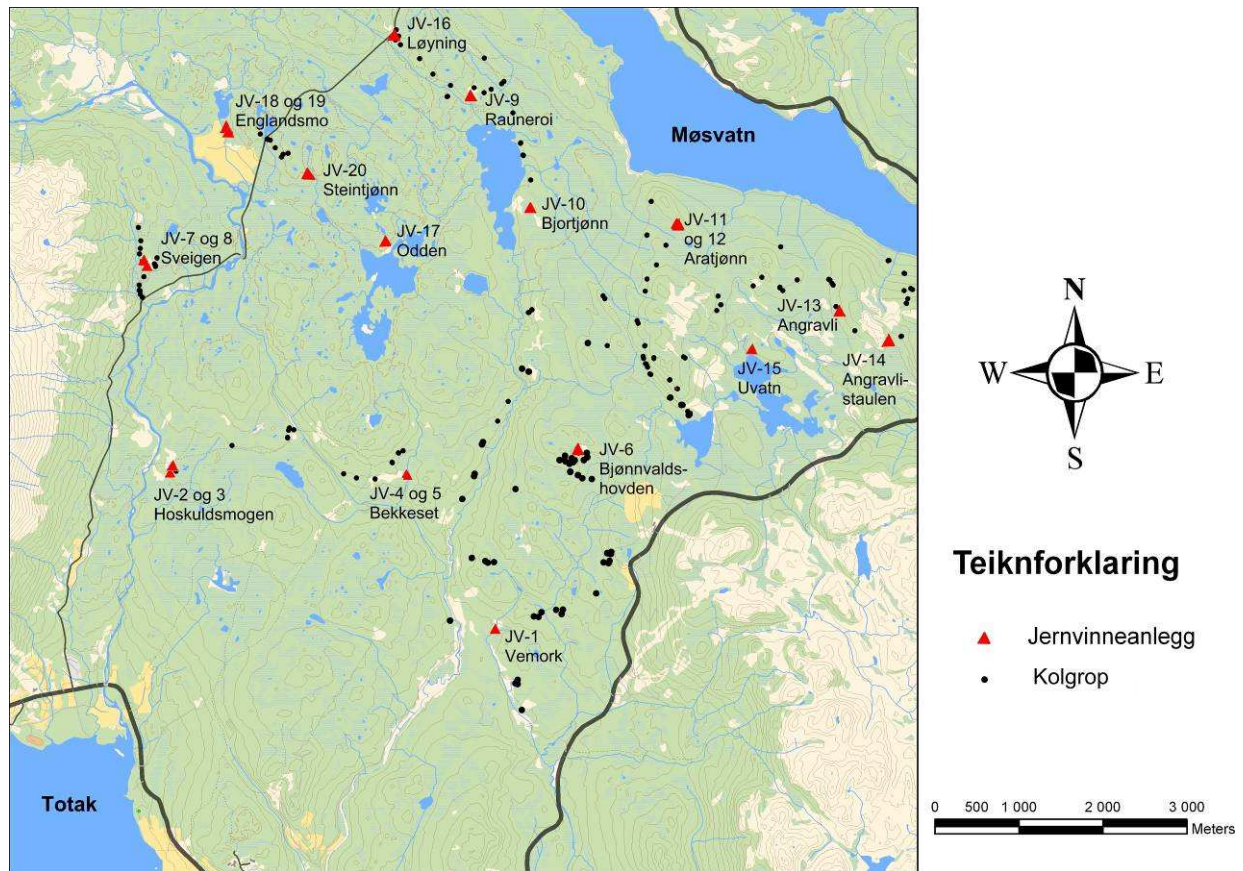 JV-16
Løyning
JV-18 og 19
Englandsmo
JV-9
Rauneroi
Møsvatn
JV-20
Steintjønn
JV-10
Bjortjønn
JV-11
og 12
Aratjønn
JV-17
Odden
JV-7 og 8
Sveigen
JV-13
Angravli
JV-14
Angravli-
staulen
JV-15
Uvatn
JV-6
Bjønnvalds-
hovden
JV-2 og 3
Hoskuldsmogen
JV-4 og 5
Bekkeset
JV-1
Vemork
Totak
N
W E
S
Teiknforklaring
Jernvinneanlegg
Kolgrop
0 500 1 000 2 000 3 000
Meters